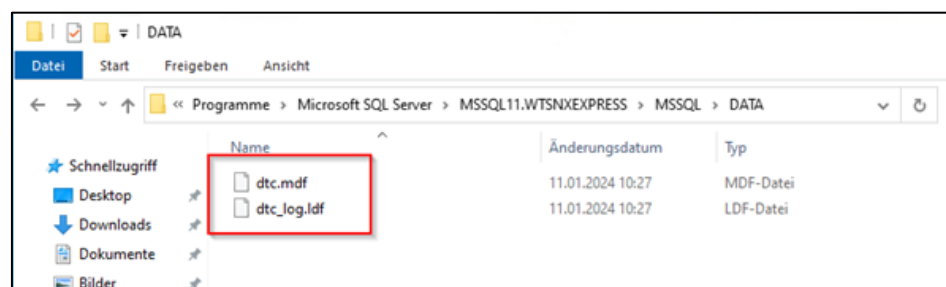 DATA
Datei Start Freigeben Ansicht
« Programme › Microsoft SQL Server › MSSQL11.WTSNXEXPRESS › MSSQL › DATA
Name Änderungsdatum Typ
Schnellzugriff
Desktop
Downloads
Dokumente
Bilder
dtc.mdf 11.01.2024 10:27 MDF-Datei
dtc_log.ldf 11.01.2024 10:27 LDF-Datei